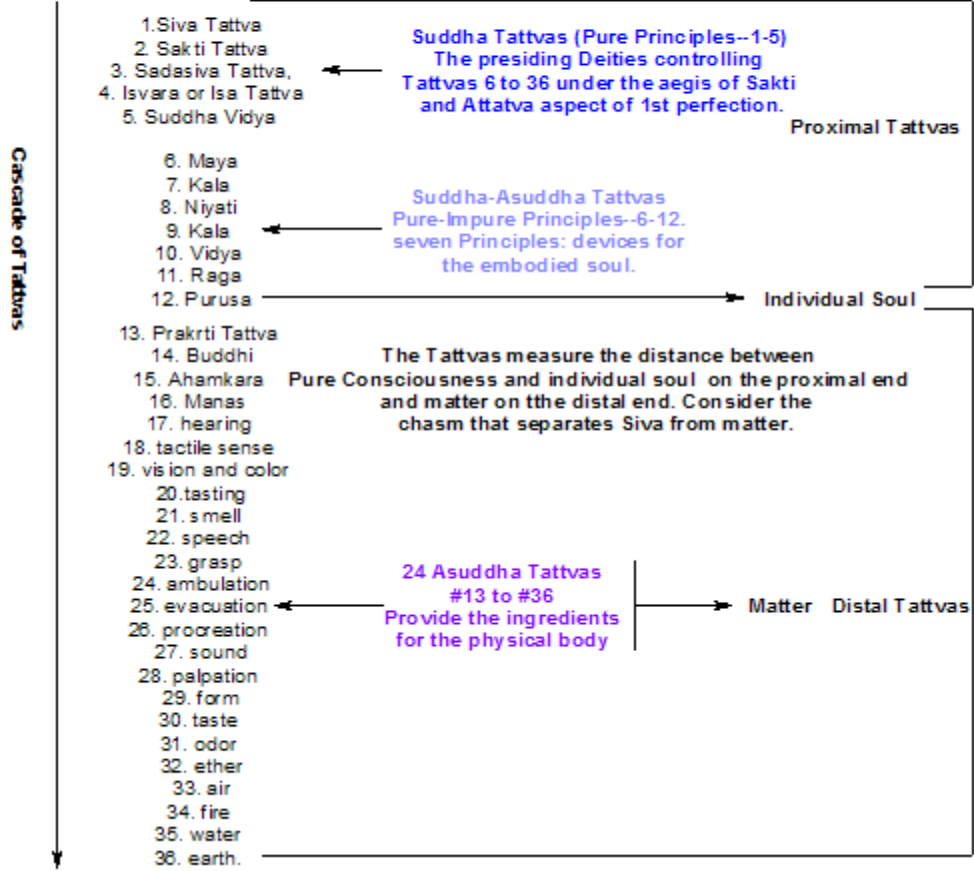 1.Siva Tattva
2. Sakti Tattva
3. Sadasiva Tattva,
4. Isvara or Isa Tattva
5. Suddha Vidya
Suddha Tattvas (Pure Principles--1-5)
The presiding Deities controlling
Tattvas 6 to 36 under the aegis of Sakti
and Attatva aspect of 1st perfection.
Proximal Tattvas
Cascade of Tattvas
6. Maya
7. Kala
8. Niyati
9. Kala
10. Vidya
11. Raga
12. Purusa
Suddha-Asuddha Tattvas
Pure-Impure Principles--6-12.
seven Principles: devices for
the embodied soul.
Individual Soul
13. Prakrti Tattva
14. Buddhi
15. Ahamkara
16. Manas
17. hearing
18. tactile sense
19. vision and color
20.tasting
21. smell
22. speech
23. grasp
24. ambulation
25. evacuation
26. procreation
27. sound
28. palpation
29. form
30. taste
31. odor
32. ether
33. air
34. fire
35. water
36. earth.
The Tattvas measure the distance between
Pure Consciousness and individual soul on the proximal end
and matter on tthe distal end. Consider the
chasm that separates Siva from matter.
24 Asuddha Tattvas
#13 to #36
Provide the ingredients
for the physical body
Matter Distal Tattvas